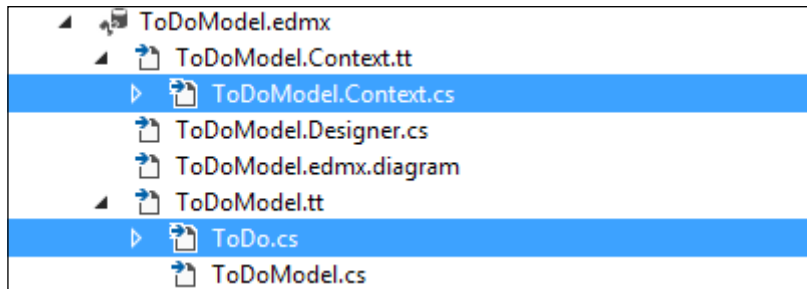 ToDoModel.edmx
ToDoModel.Context.tt
ToDoModel.Context.cs
ToDoModel.Designer.cs
ToDoModel.edmx.diagram
ToDoModel.tt
ToDo.cs
ToDoModel.cs